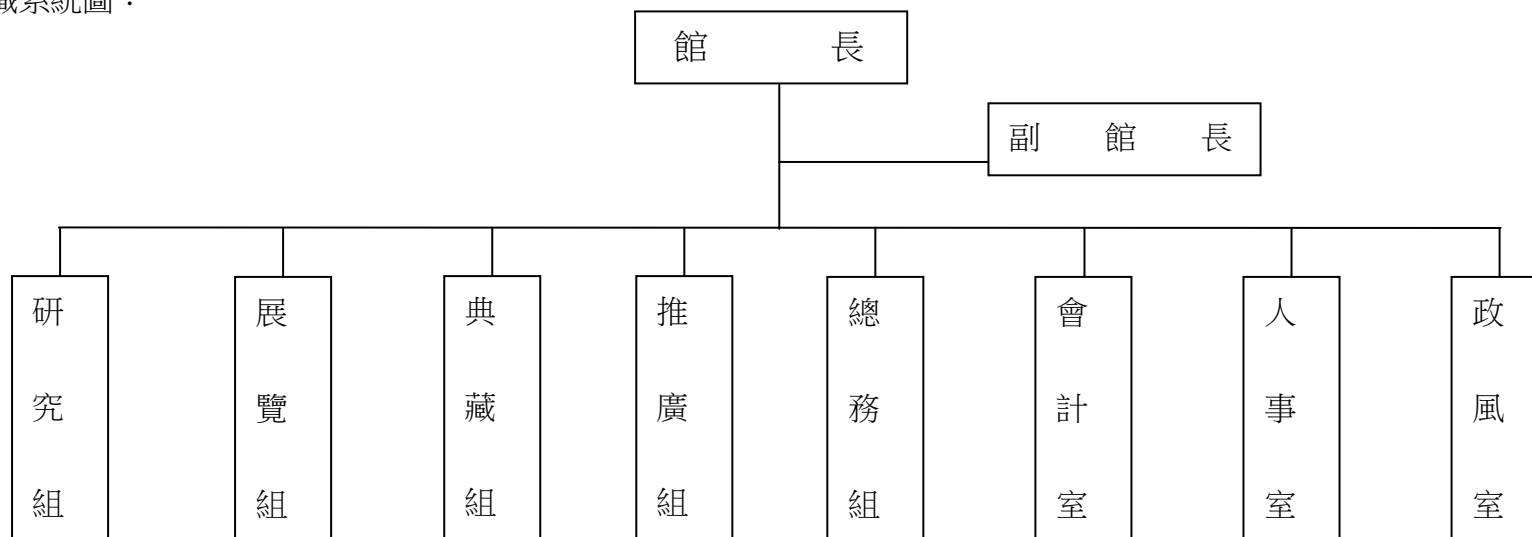 織系統圖：
館長
副館長
研究組
展覽組
典藏組
推廣組
總務組
會計室
人事室
政風室